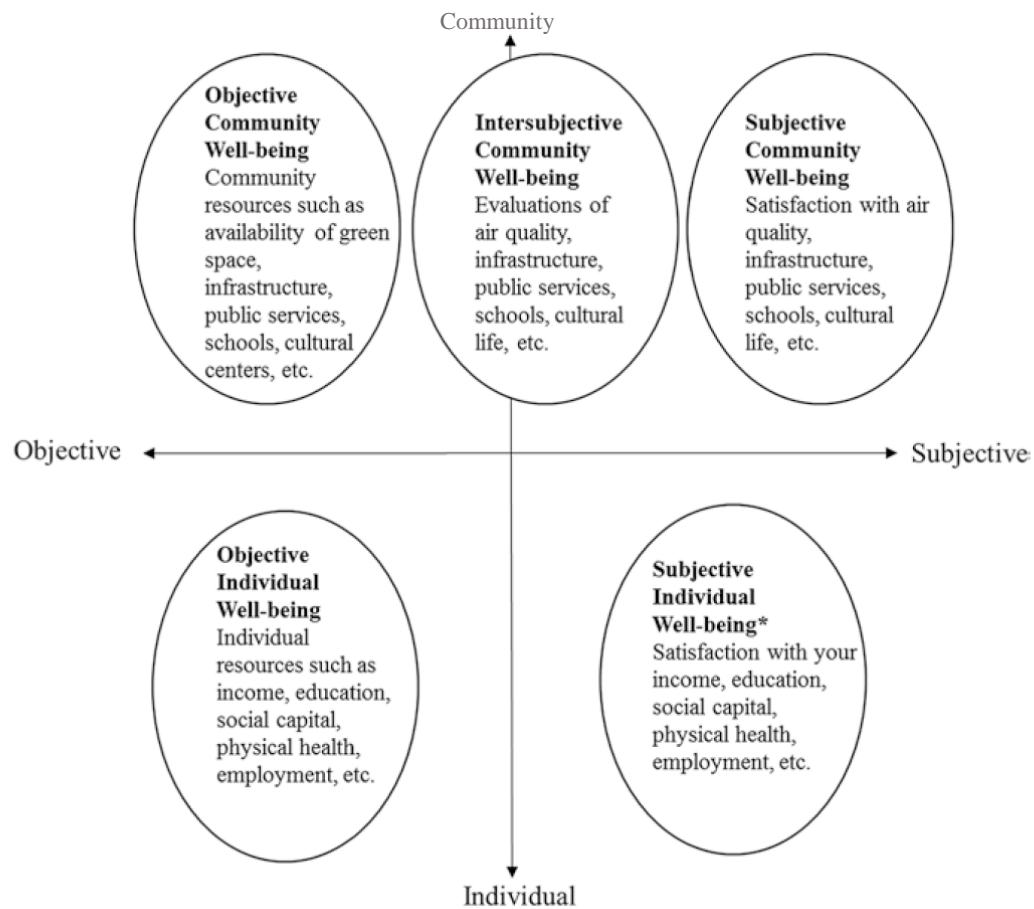 Community
Objective
Community
Well-being
Community
resources such as
availability of green
space,
infrastructure,
public services,
schools, cultural
centers, etc.
Intersubjective
Community
Well-being
Evaluations of
air quality,
infrastructure,
public services,
schools, cultural
life, etc.
Subjective
Community
Well-being
Satisfaction with air
quality,
infrastructure,
public services,
schools, cultural
life, etc.
Objective
Subjective
Objective
Individual
Well-being
Individual
resources such as
income, education,
social capital,
physical health,
employment, etc.
Subjective
Individual
Well-being*
Satisfaction with your
income, education,
social capital,
physical health,
employment, etc.
Individual